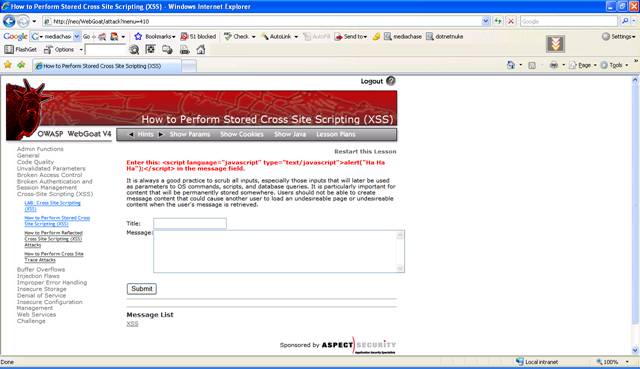 How to Perform Stored Cross Site Scripting (XSS) - Windows Internet Explorer
http://neo/WebGoat/attack?menu=410
Google
Google mediachase Go Bookmarks 51 blocked Check AutoLink AutoFill Send to mediachase dotnetnuke Settings
FlashGet Options
How to Perform Stored Cross Site Scripting (XSS) Page Tools
Logout ?
How to Perform Stored Cross Site Scripting (XSS)
OWASP WebGoat V4
Hints Show Params Show Cookies Show Java Lesson Plans
Restart this Lesson
Admin Functions
General
Code Quality
Unvalidated Parameters
Broken Access Control
Broken Authentication and
Session Management
Cross-Site Scripting (XSS)
LAB: Cross Site Scripting
(XSS)
How to Perform Stored Cross
Site Scripting (XSS)
How to Perform Reflected
Cross Site Scripting (XSS)
Attacks
How to Perform Cross Site
Trace Attacks
Buffer Overflows
Injection Flaws
Improper Error Handling
Insecure Storage
Denial of Service
Insecure Configuration
Management
Web Services
Challenge
Enter this: <script language="javascript" type="text/javascript">alert("Ha Ha
Ha");</script> in the message field.
It is always a good practice to scrub all inputs, especially those inputs that will later be used
as parameters to OS commands, scripts, and database queries. It is particularly important for
content that will be permanently stored somewhere. Users should not be able to create
message content that could cause another user to load an undesireable page or undesireable
content when the user's message is retrieved.
Title:
Message:
Submit
Message List
XSS
Sponsored by ASPECT SECURITY
Application Security Specialists
Done
Local intranet
100%